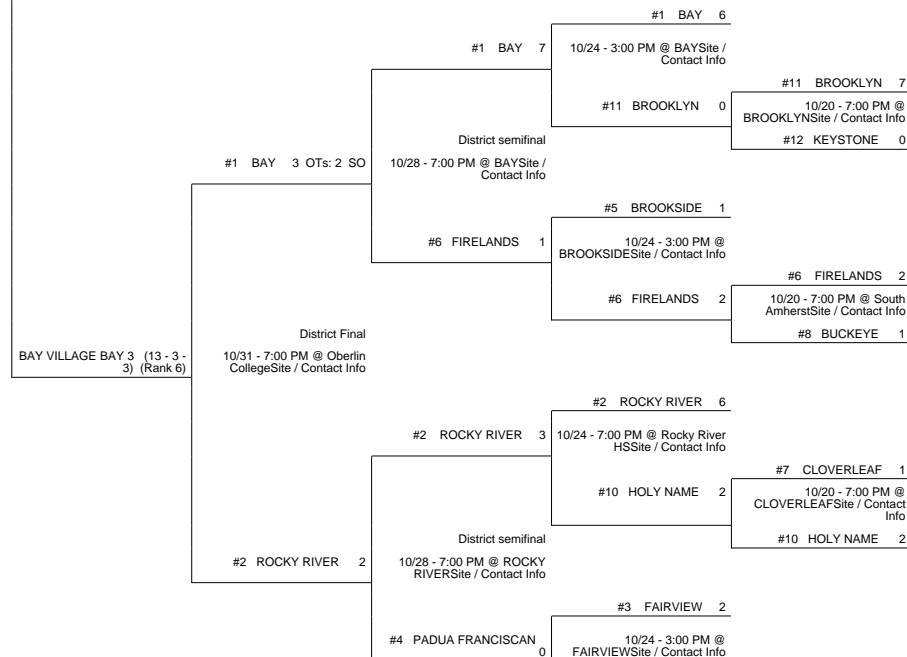 #1 BAY 6
#1 BAY 7
10/24 - 3:00 PM @ BAYSite /
Contact Info
#11 BROOKLYN 7
#11 BROOKLYN 0
10/20 - 7:00 PM @
BROOKLYNSite / Contact Info
District semifinal
#12 KEYSTONE 0
#1 BAY 3 OTs: 2 SO
10/28 - 7:00 PM @ BAYSite /
Contact Info
#5 BROOKSIDE 1
#6 FIRELANDS 1
10/24 - 3:00 PM @
BROOKSIDESite / Contact Info
#6 FIRELANDS 2
#6 FIRELANDS 2
10/20 - 7:00 PM @ South
AmherstSite / Contact Info
District Final
#8 BUCKEYE 1
BAY VILLAGE BAY 3 (13 - 3 -
3) (Rank 6)
10/31 - 7:00 PM @ Oberlin
CollegeSite / Contact Info
#2 ROCKY RIVER 6
#2 ROCKY RIVER 3
10/24 - 7:00 PM @ Rocky River
HSSite / Contact Info
#7 CLOVERLEAF 1
#10 HOLY NAME 2
10/20 - 7:00 PM @
CLOVERLEAFSite / Contact
Info
District semifinal
#10 HOLY NAME 2
#2 ROCKY RIVER 2
10/28 - 7:00 PM @ ROCKY
RIVERSite / Contact Info
#3 FAIRVIEW 2
#4 PADUA FRANCISCAN
0
10/24 - 3:00 PM @
FAIRVIEWSite / Contact Info